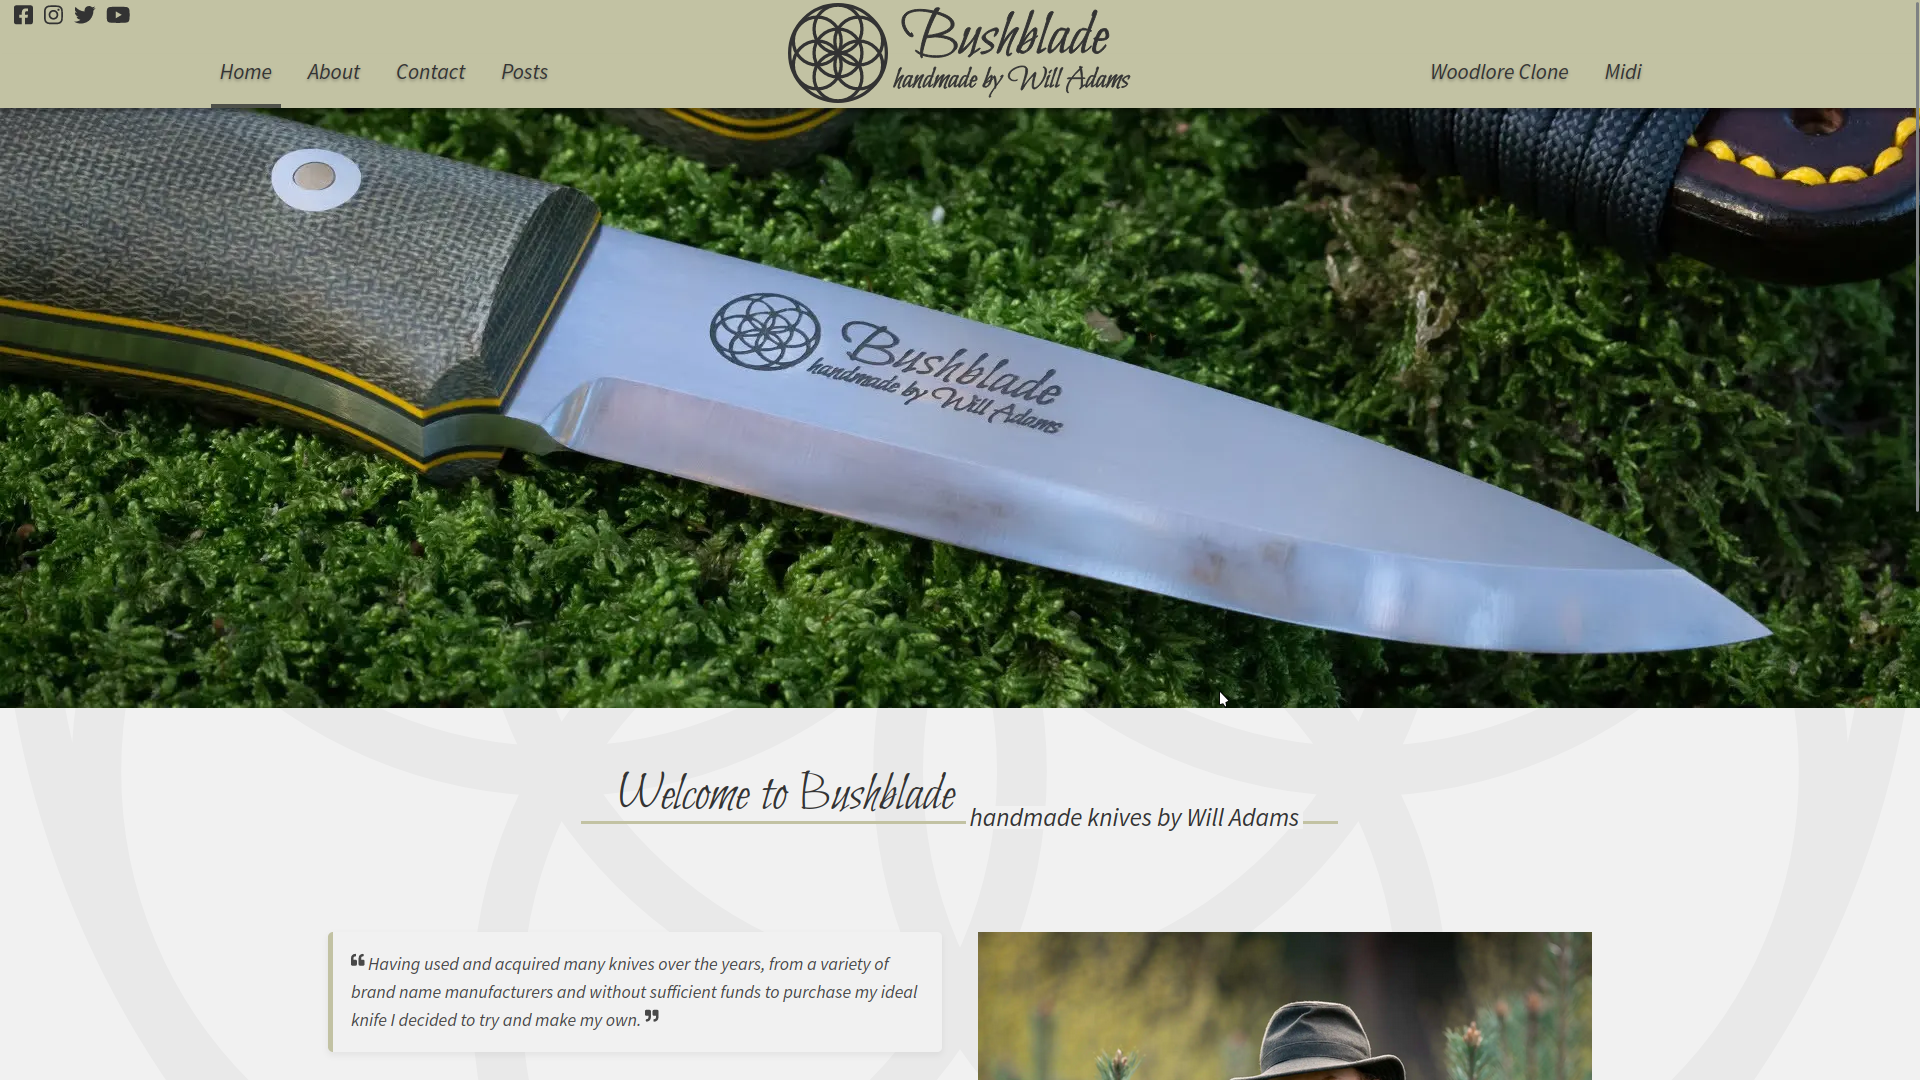 Bushblade
handmade by Will Adams
Home About Contact Posts
Woodlore Clone Midi
Bushblade
handmade by Will Adams
Welcome to Bushblade handmade knives by Will Adams
❝ Having used and acquired many knives over the years, from a variety of
brand name manufacturers and without sufficient funds to purchase my ideal
knife I decided to try and make my own. ❞